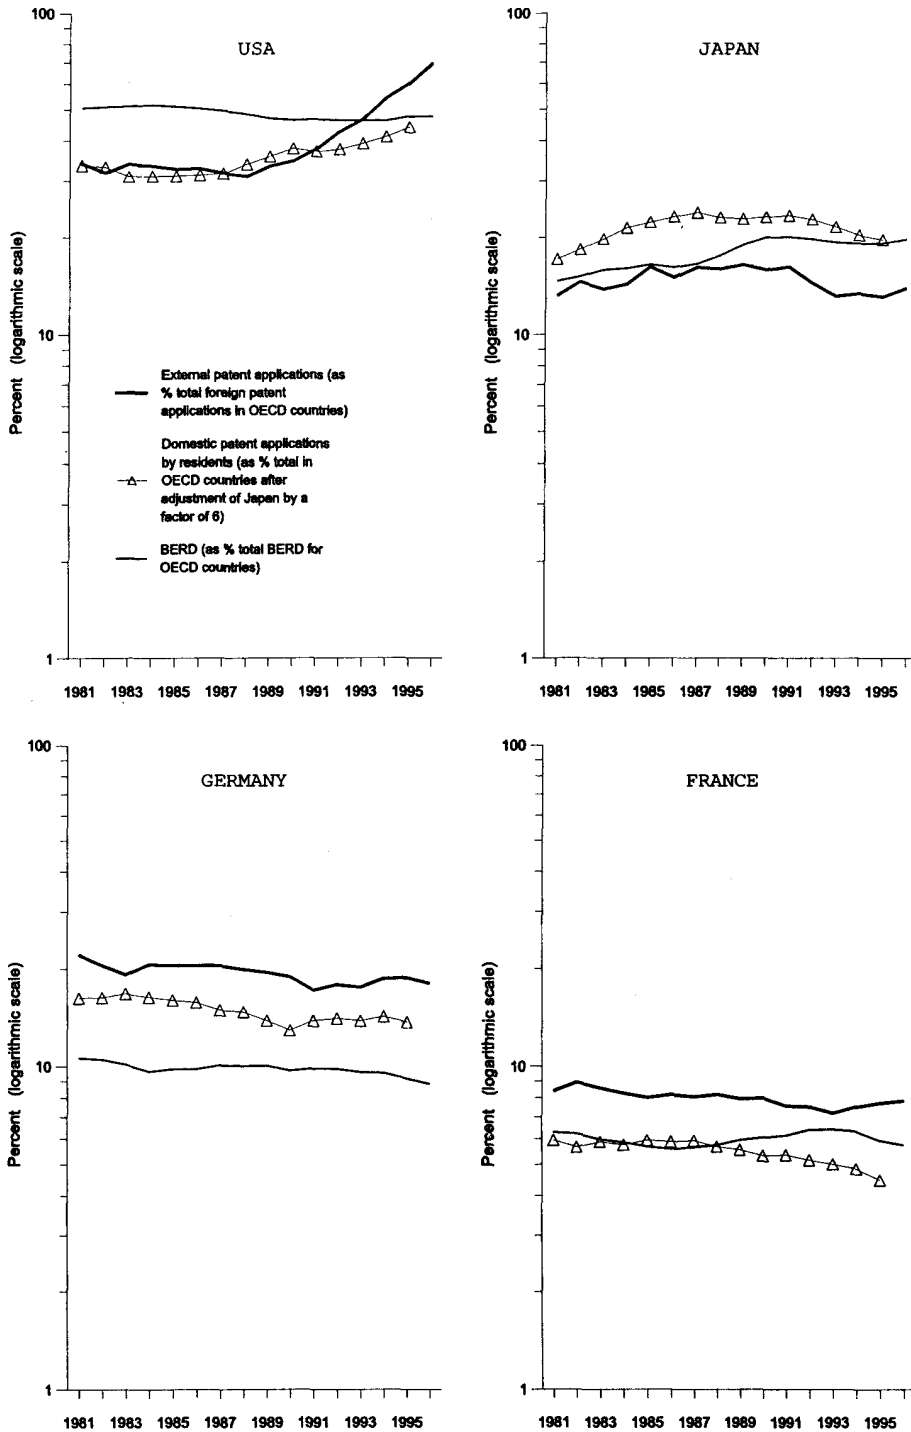 USA
100
10
1
Percent (logarithmic scale)
External patent applications (as
% total foreign patent
applications in OECD countries)
Domestic patent applications
by residents (as % total in
OECD countries after
adjustment of Japan by a
factor of 6)
BERD (as % total BERD for
OECD countries)
1981 1983 1985 1987 1989 1991 1993 1995
JAPAN
100
10
1
Percent (logarithmic scale)
1981 1983 1985 1987 1989 1991 1993 1995
GERMANY
100
10
1
Percent (logarithmic scale)
1981 1983 1985 1987 1989 1991 1993 1995
FRANCE
100
10
1
Percent (logarithmic scale)
1981 1983 1985 1987 1989 1991 1993 1995